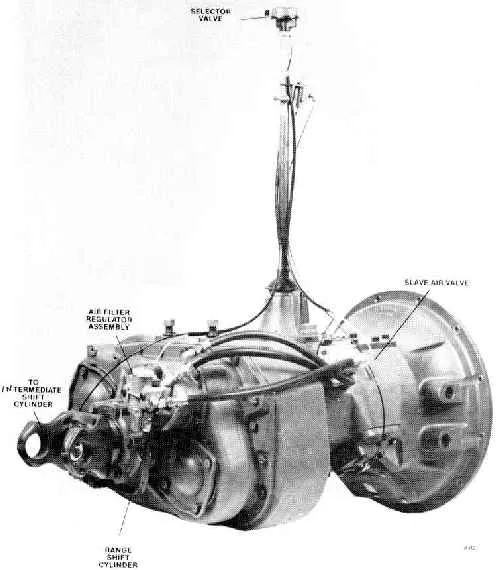 SELECTOR
VALVE
SLAVE AIR VALVE
AIR FILTER
REGULATOR
ASSEMBLY
TO
INTERMEDIATE
SHIFT
CYLINDER
RANGE
SHIFT
CYLINDER